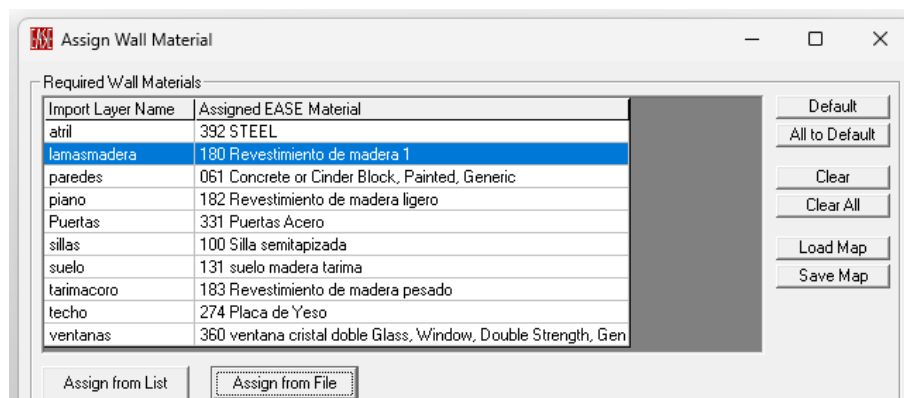 Assign Wall Material
Required Wall Materials
Import Layer Name Assigned EASE Material
atril 392 STEEL
lamasmadera 180 Revestimiento de madera 1
paredes 061 Concrete or Cinder Block, Painted, Generic
piano 182 Revestimiento de madera ligero
Puertas 331 Puertas Acero
sillas 100 Silla semitapizada
suelo 131 suelo madera tarima
tarimacoro 183 Revestimiento de madera pesado
techo 274 Placa de Yeso
ventanas 360 ventana cristal doble Glass, Window, Double Strength, Gen
Default
All to Default
Clear
Clear All
Load Map
Save Map
Assign from List Assign from File